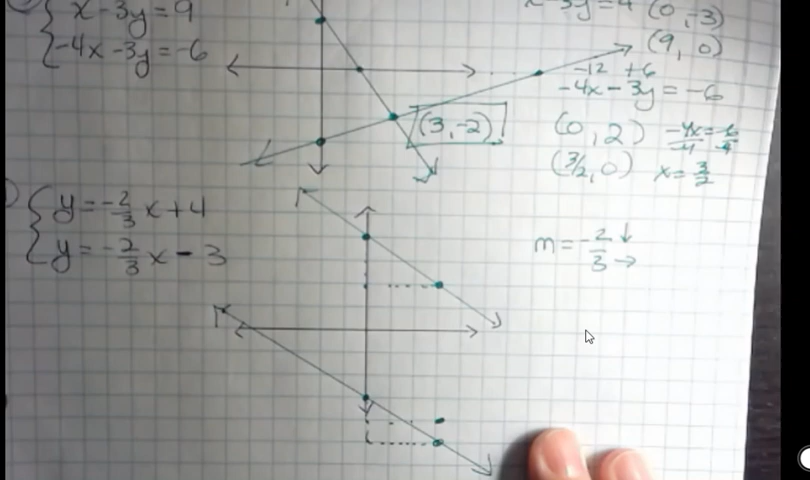 x-3y=9
-4x-3y=-6
(0,-3)
(9,0)
-12 +6
-4x-3y=-6
(3,-2)
(0,2)
(3/2,0) x=3/2
y=-2/3x+4
y=-2/3x-3
m=-2/3 ↓→